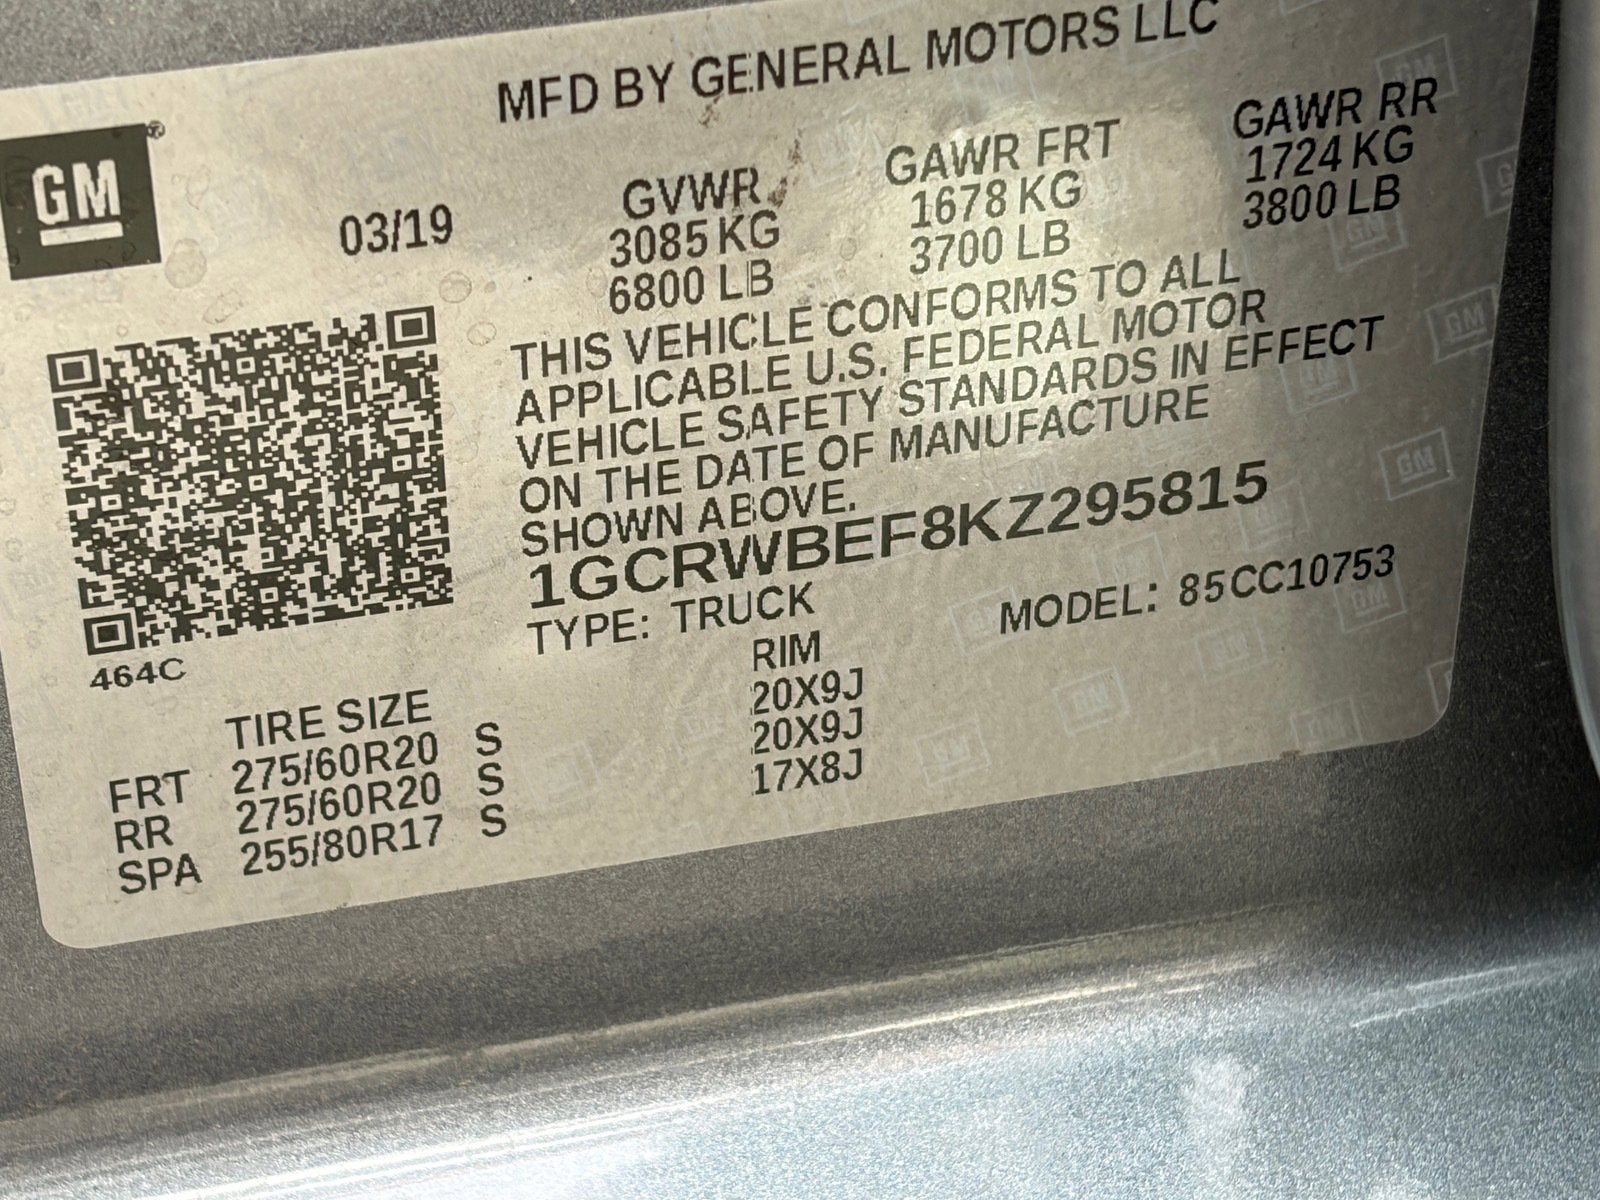 MFD BY GENERAL MOTORS LLC
GM
03/19
GVWR GAWR FRT GAWR RR
3085 KG 1678 KG 1724 KG
6800 LB 3700 LB 3800 LB
THIS VEHICLE CONFORMS TO ALL
APPLICABLE U.S. FEDERAL MOTOR
VEHICLE SAFETY STANDARDS IN EFFECT
ON THE DATE OF MANUFACTURE
SHOWN ABOVE.
1GCRWBEF8KZ295815
TYPE: TRUCK MODEL: 85CC10753
464C
TIRE SIZE RIM
FRT 275/60R20 S 20X9J
RR 275/60R20 S 20X9J
SPA 255/80R17 S 17X8J